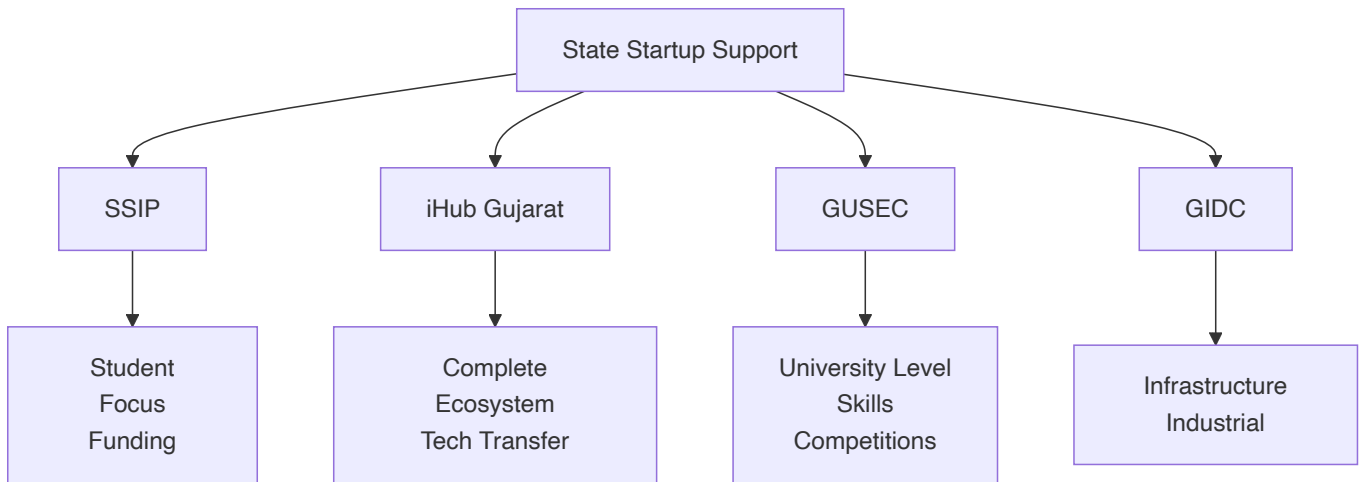 State Startup Support
SSIP
iHub Gujarat
GUSEC
GIDC
Student
Focus
Funding
Complete
Ecosystem
Tech Transfer
University Level
Skills
Competitions
Infrastructure
Industrial